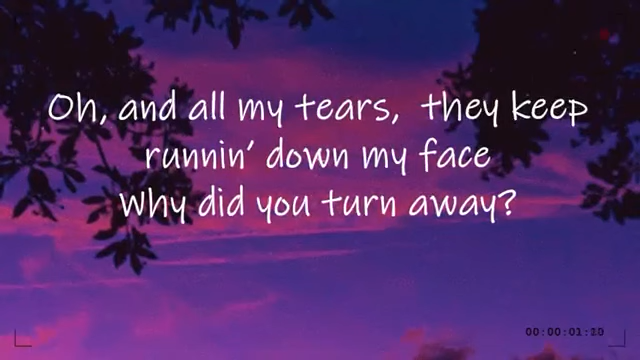 Oh, and all my tears, they keep
runnin' down my face
Why did you turn away?
00:00:01:20